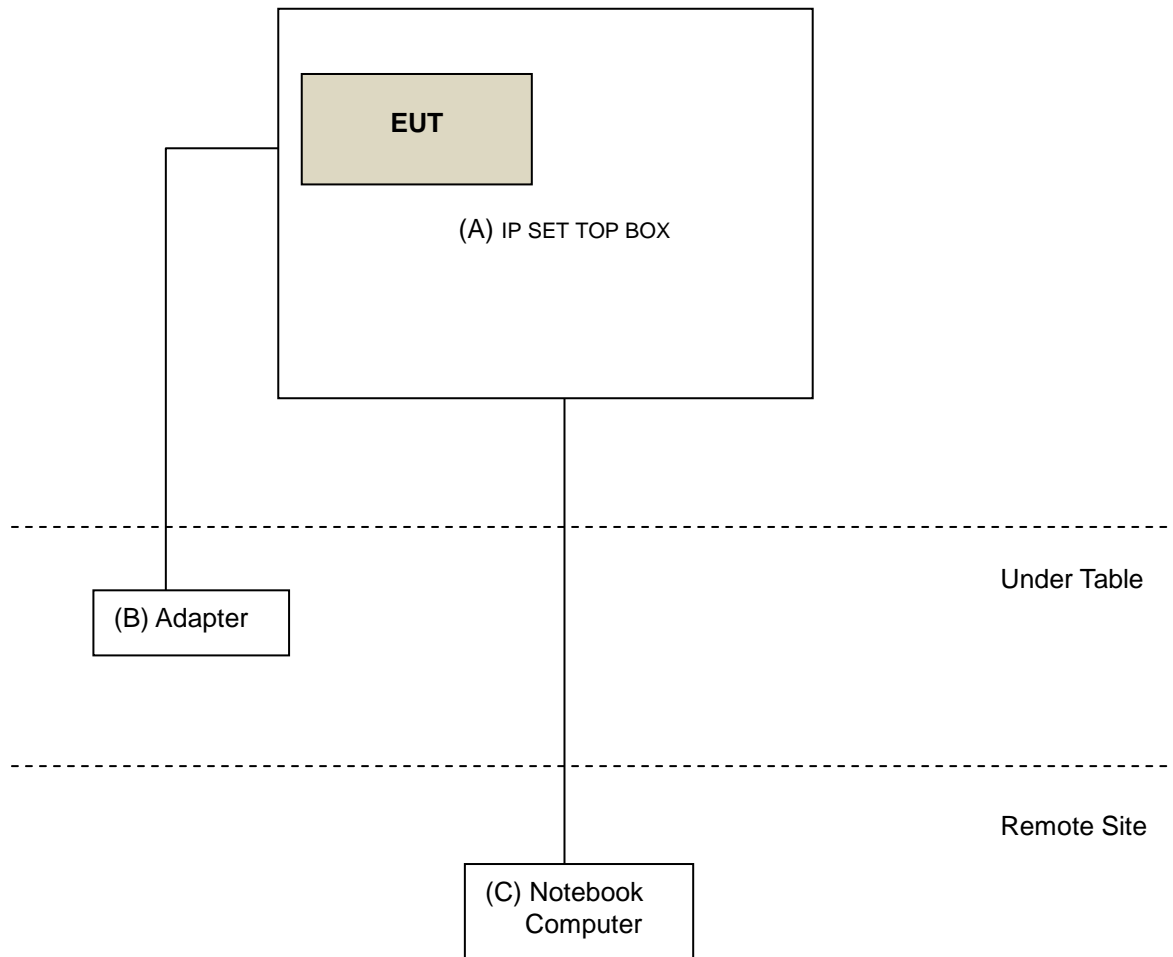 EUT
(A) IP SET TOP BOX
Under Table
(B) Adapter
Remote Site
(C) Notebook
Computer